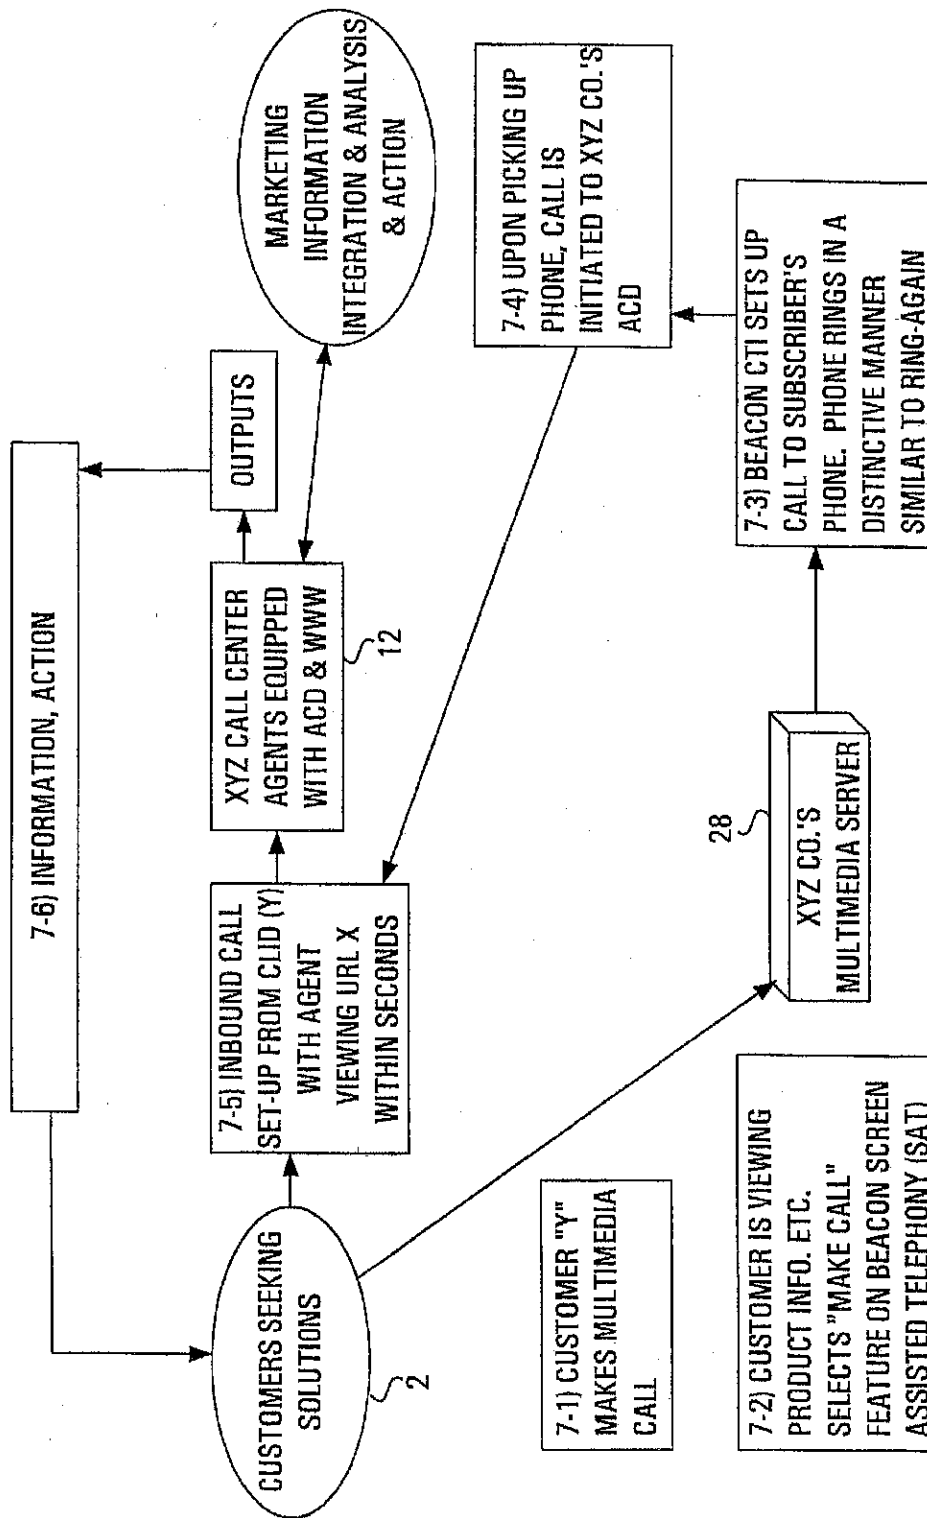 7-6) INFORMATION, ACTION
CUSTOMERS SEEKING
SOLUTIONS
2
7-5) INBOUND CALL
SET-UP FROM CLID (Y)
WITH AGENT
VIEWING URL X
WITHIN SECONDS
XYZ CALL CENTER
AGENTS EQUIPPED
WITH ACD & WWW
12
OUTPUTS
MARKETING
INFORMATION
INTEGRATION & ANALYSIS
& ACTION
7-1) CUSTOMER "Y"
MAKES MULTIMEDIA
CALL
7-4) UPON PICKING UP
PHONE, CALL IS
INITIATED TO XYZ CO.'S
ACD
7-2) CUSTOMER IS VIEWING
PRODUCT INFO. ETC.
SELECTS "MAKE CALL"
FEATURE ON BEACON SCREEN
ASSISTED TELEPHONY (SAT)
28
XYZ CO.'S
MULTIMEDIA SERVER
7-3) BEACON CTI SETS UP
CALL TO SUBSCRIBER'S
PHONE. PHONE RINGS IN A
DISTINCTIVE MANNER
SIMILAR TO RING-AGAIN